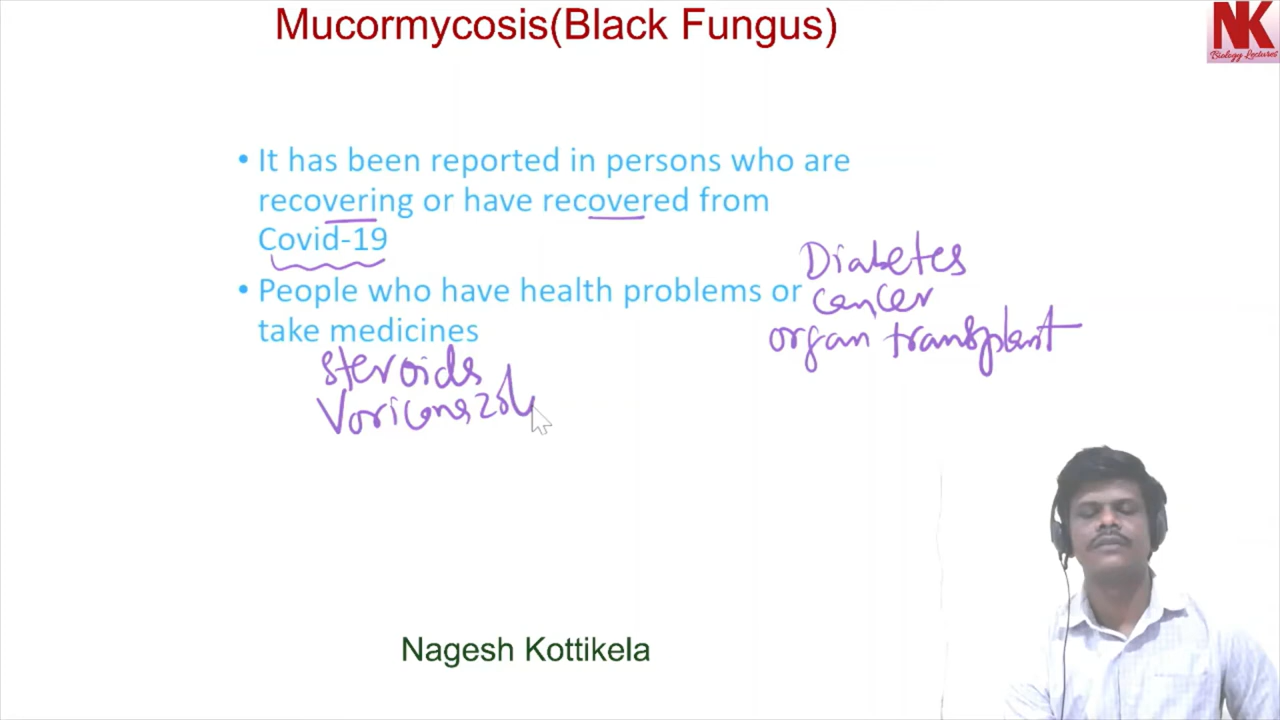 Mucormycosis(Black Fungus)
NK
Biology Lectures
• It has been reported in persons who are
recovering or have recovered from
Covid-19
• People who have health problems or
take medicines
Diabetes
cancer
organ transplant
steroids
Nagesh Kottikela